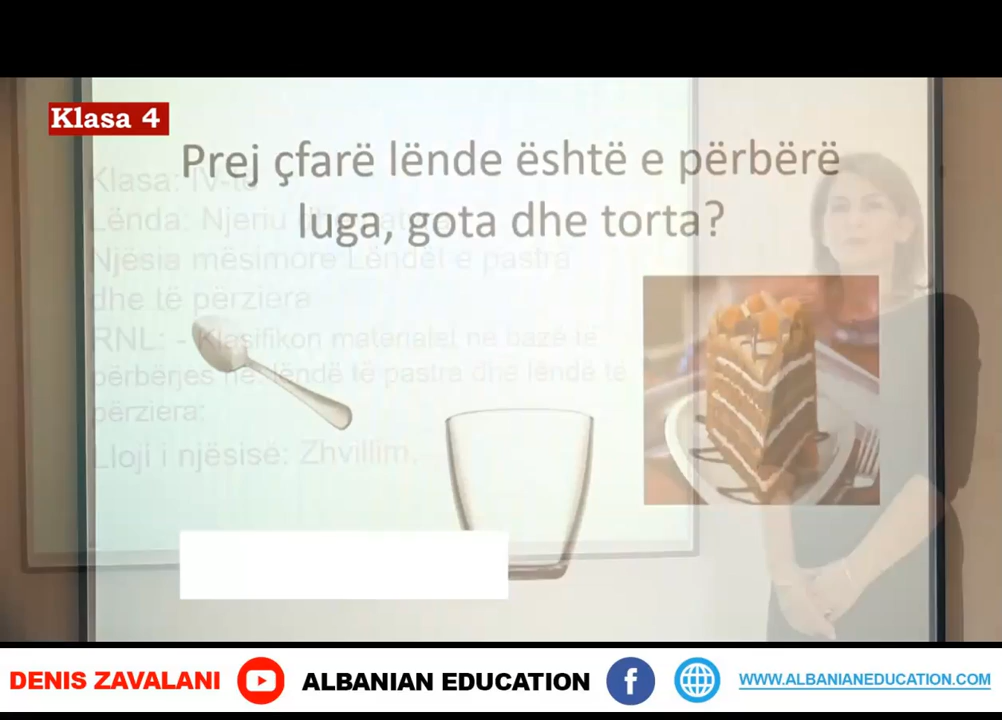 Klasa 4
Prej çfarë lënde është e përbërë
luga, gota dhe torta?
Klasa: IV-të
Lënda: Njeriu
Njësia mësimore Lëndët e pastra
dhe të përziera
RNL: - Klasifikon materialet në bazë të
përbërjes në: lëndë të pastra dhe lëndë të
përziera:
Lloji i njësisë: Zhvillim.
DENIS ZAVALANI ALBANIAN EDUCATION WWW.ALBANIANEDUCATION.COM